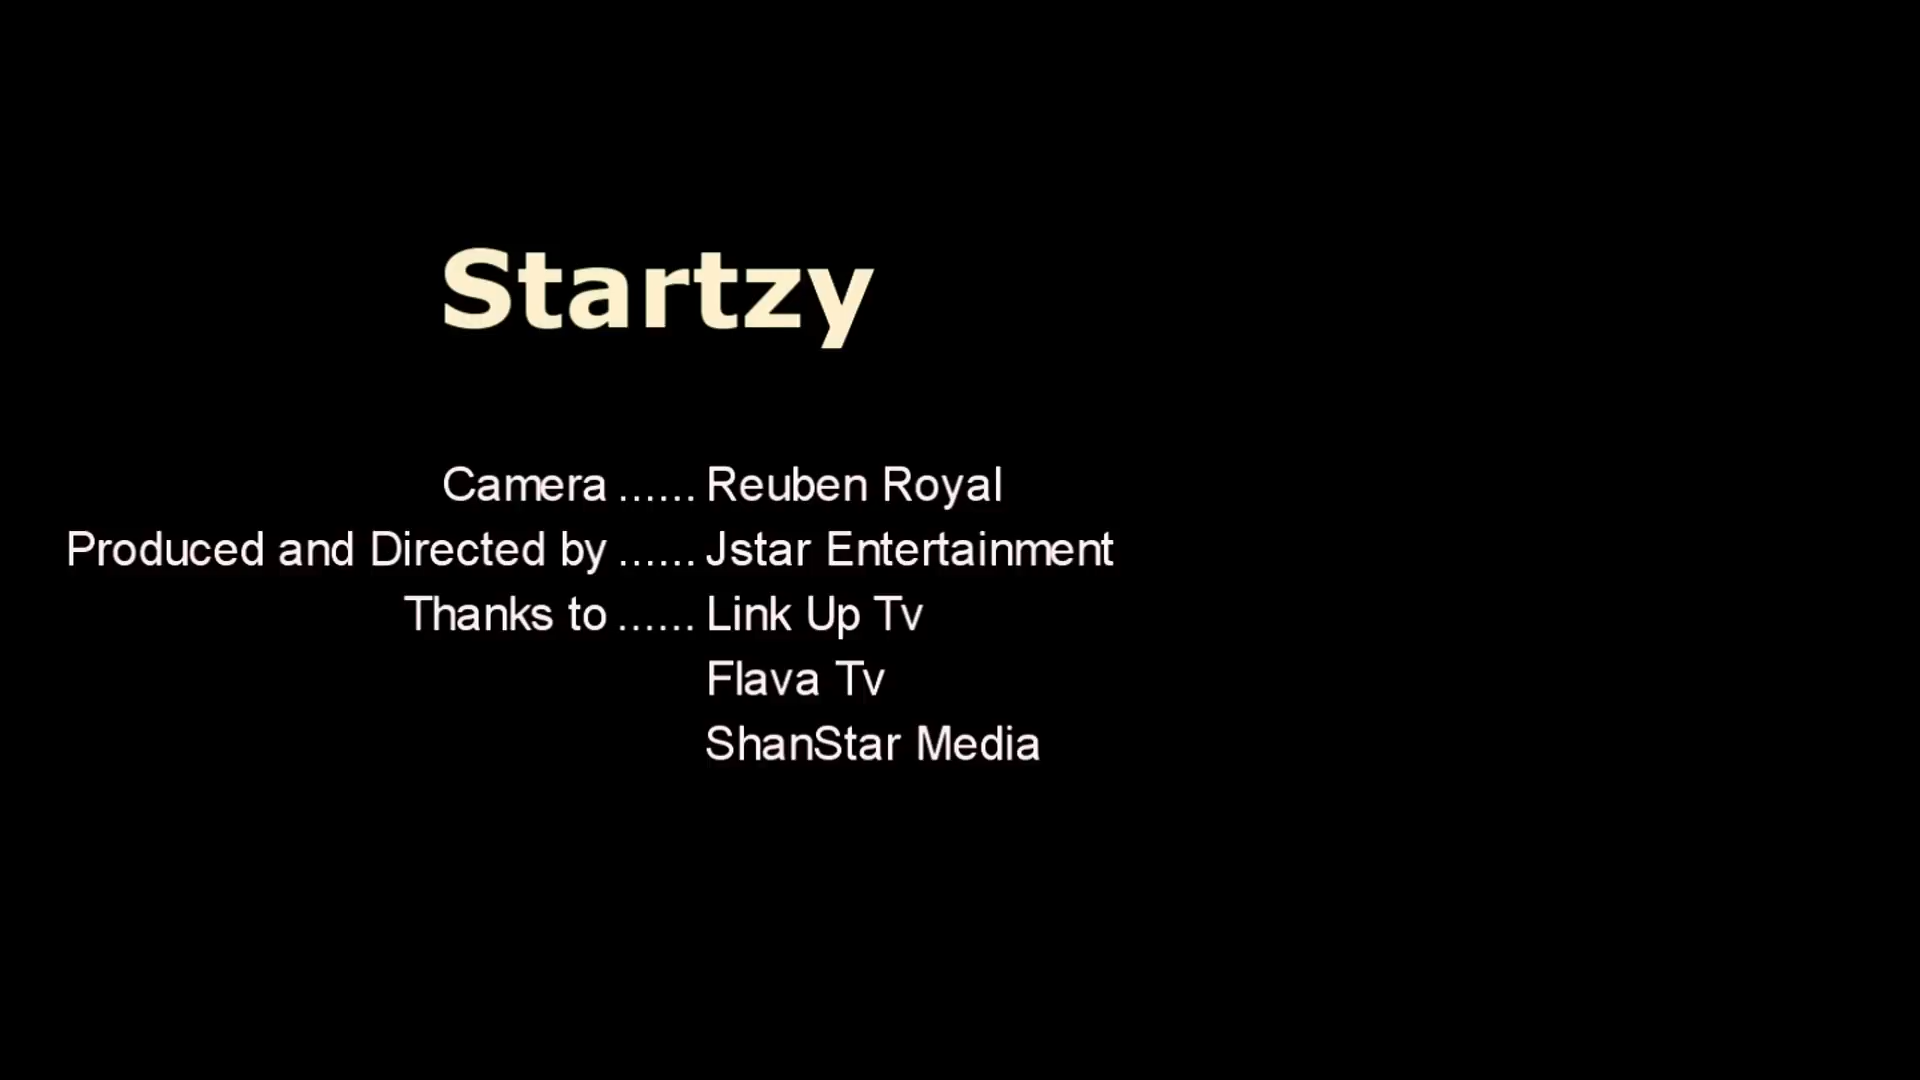 Startzy
Camera ...... Reuben Royal
Produced and Directed by ...... Jstar Entertainment
Thanks to ...... Link Up Tv
Flava Tv
ShanStar Media